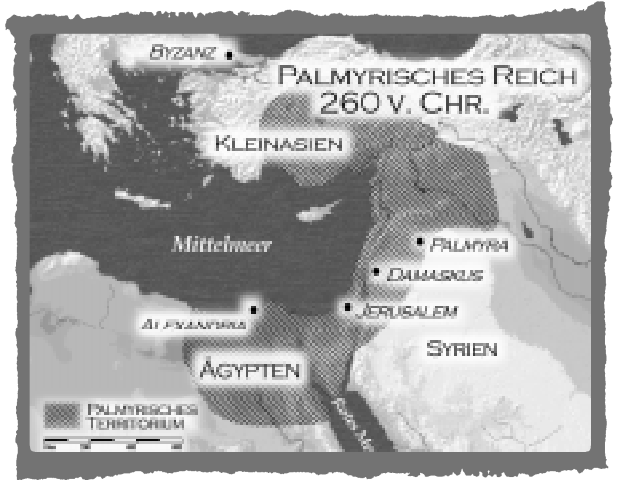 BYZANZ
PALMYRISCHES REICH
260 V. CHR.
KLEINASIEN
Mittelmeer
PALMYRA
DAMASKUS
JERUSALEM
ALEXANDRIA
SYRIEN
ÄGYPTEN
PALMYRISCHES
TERRITORIUM